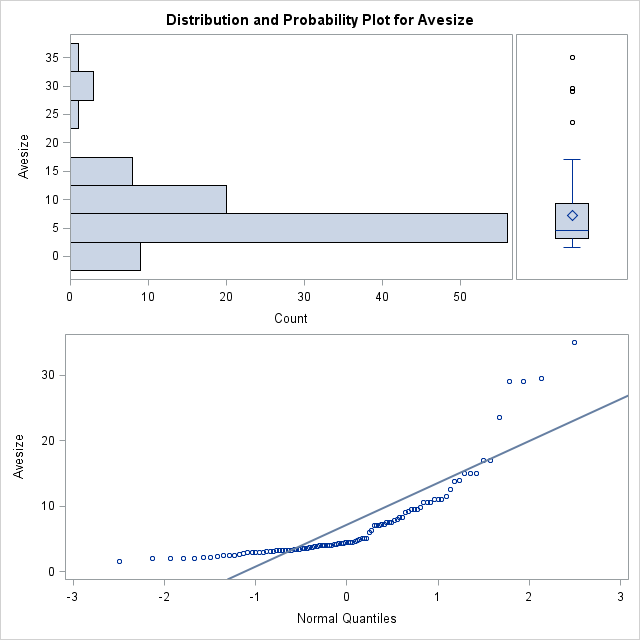 Distribution and Probability Plot for Avesize
Avesize
35
30
25
20
15
10
5
0
0 10 20 30 40 50
Count
Avesize
30
20
10
0
-3 -2 -1 0 1 2 3
Normal Quantiles